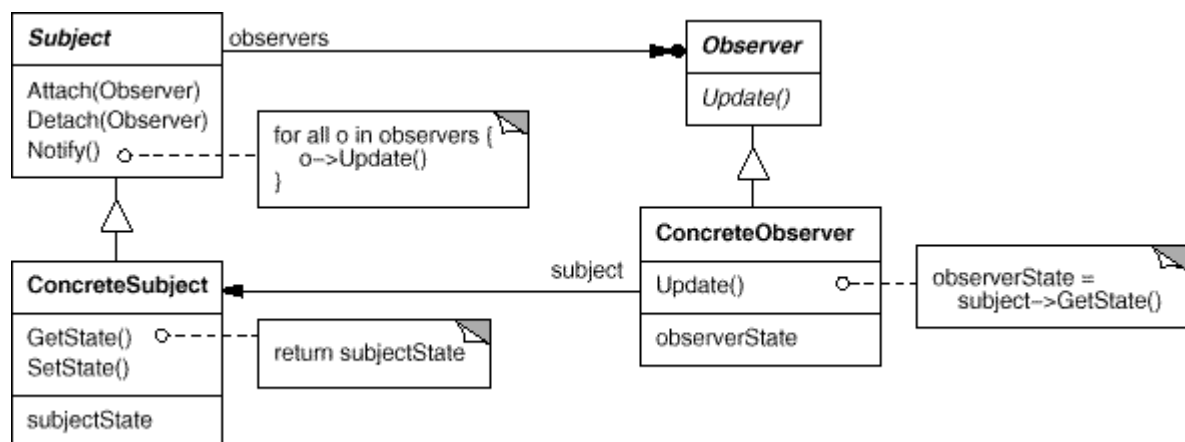 Subject
observers
Observer
Attach(Observer)
Detach(Observer)
Notify()
for all o in observers {
o->Update()
}
Update()
ConcreteSubject
GetState()
SetState()
subjectState
return subjectState
subject
ConcreteObserver
Update()
observerState
observerState =
subject->GetState()